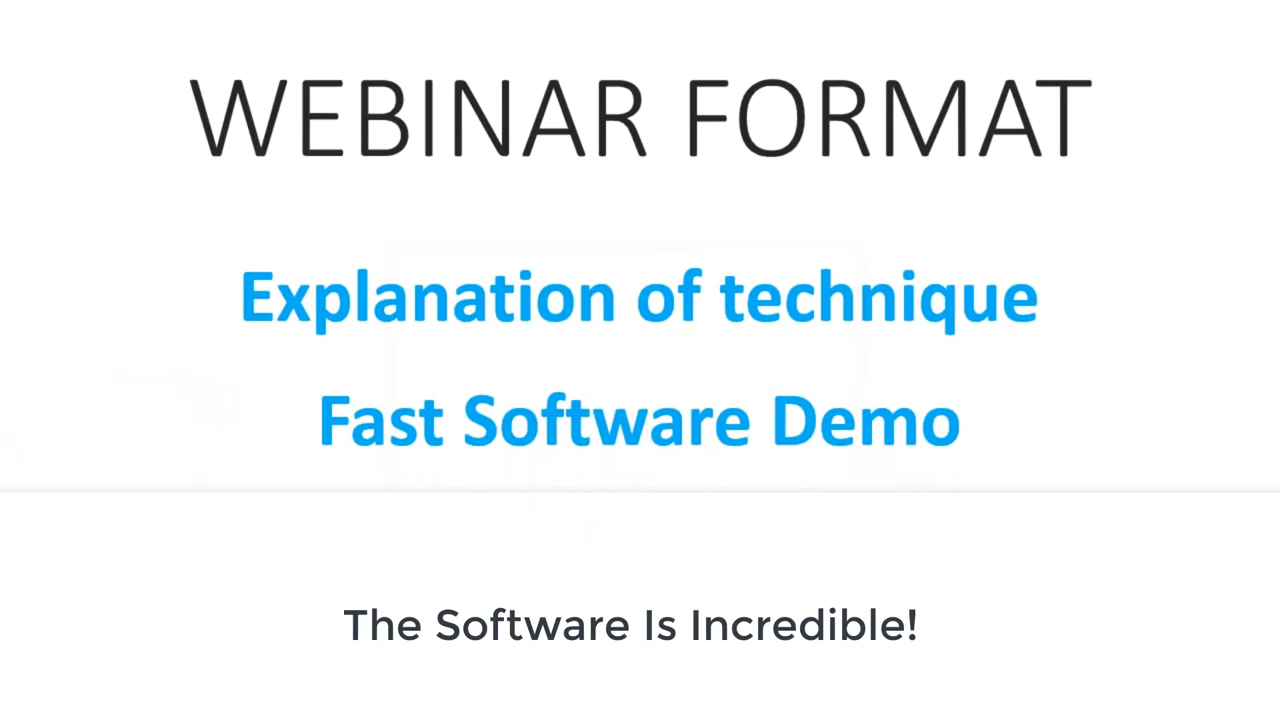 WEBINAR FORMAT
Explanation of technique
Fast Software Demo
The Software Is Incredible!